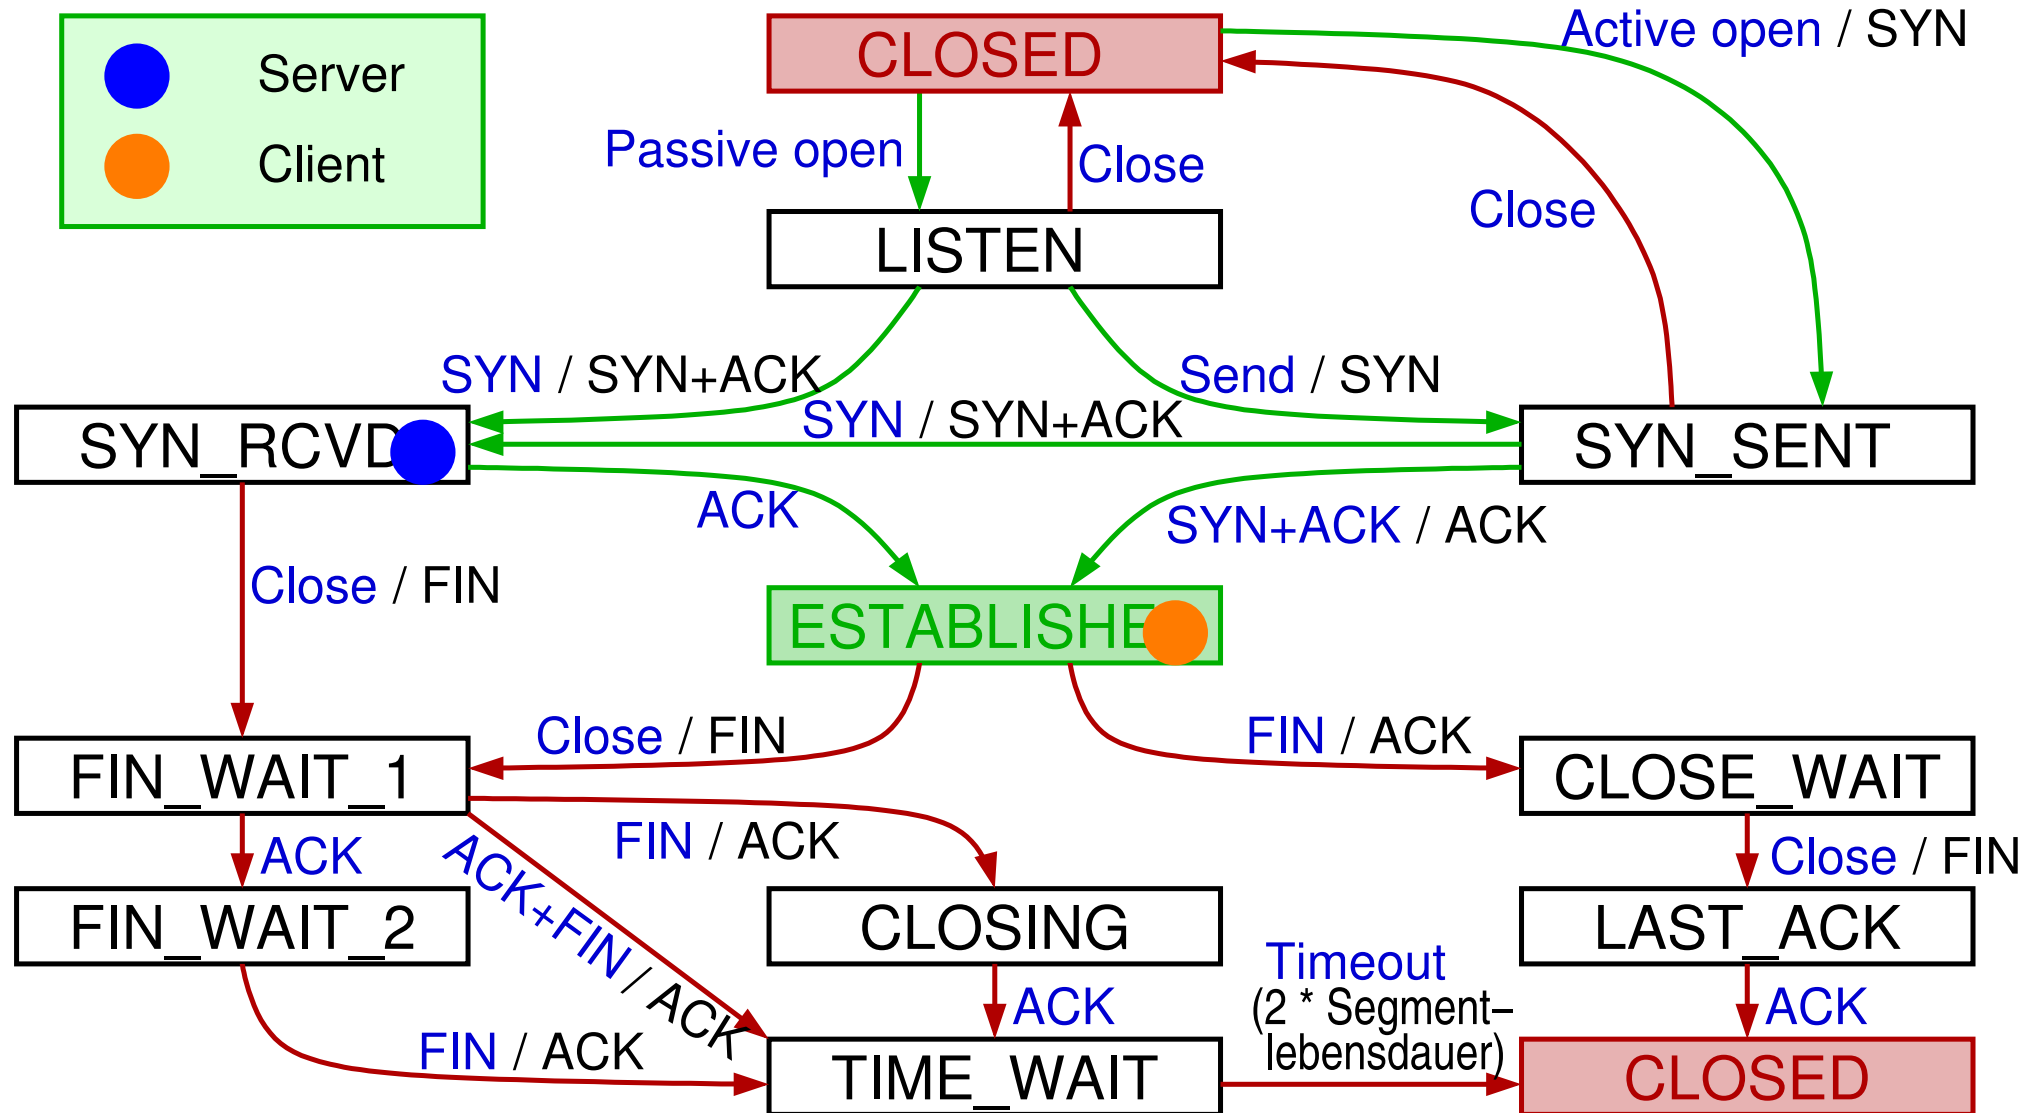 Server
Client
CLOSED
Active open / SYN
Passive open
Close
Close
LISTEN
SYN / SYN+ACK
Send / SYN
SYN / SYN+ACK
SYN_RCVD
SYN_SENT
ACK
SYN+ACK / ACK
Close / FIN
ESTABLISHE
Close / FIN
FIN / ACK
FIN_WAIT_1
CLOSE_WAIT
ACK
ACK+FIN / ACK
FIN / ACK
Close / FIN
FIN_WAIT_2
CLOSING
LAST_ACK
FIN / ACK
ACK
Timeout
(2 * Segment–
lebensdauer)
ACK
TIME_WAIT
CLOSED